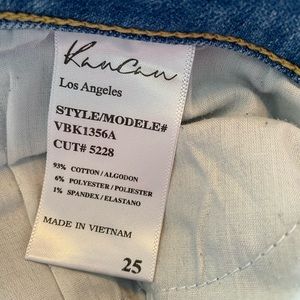 KanCan
Los Angeles
STYLE/MODELE#
VBK1356A
CUT# 5228
93% COTTON / ALGODON
6% POLYESTER / POLIESTER
1% SPANDEX / ELASTANO
MADE IN VIETNAM
25